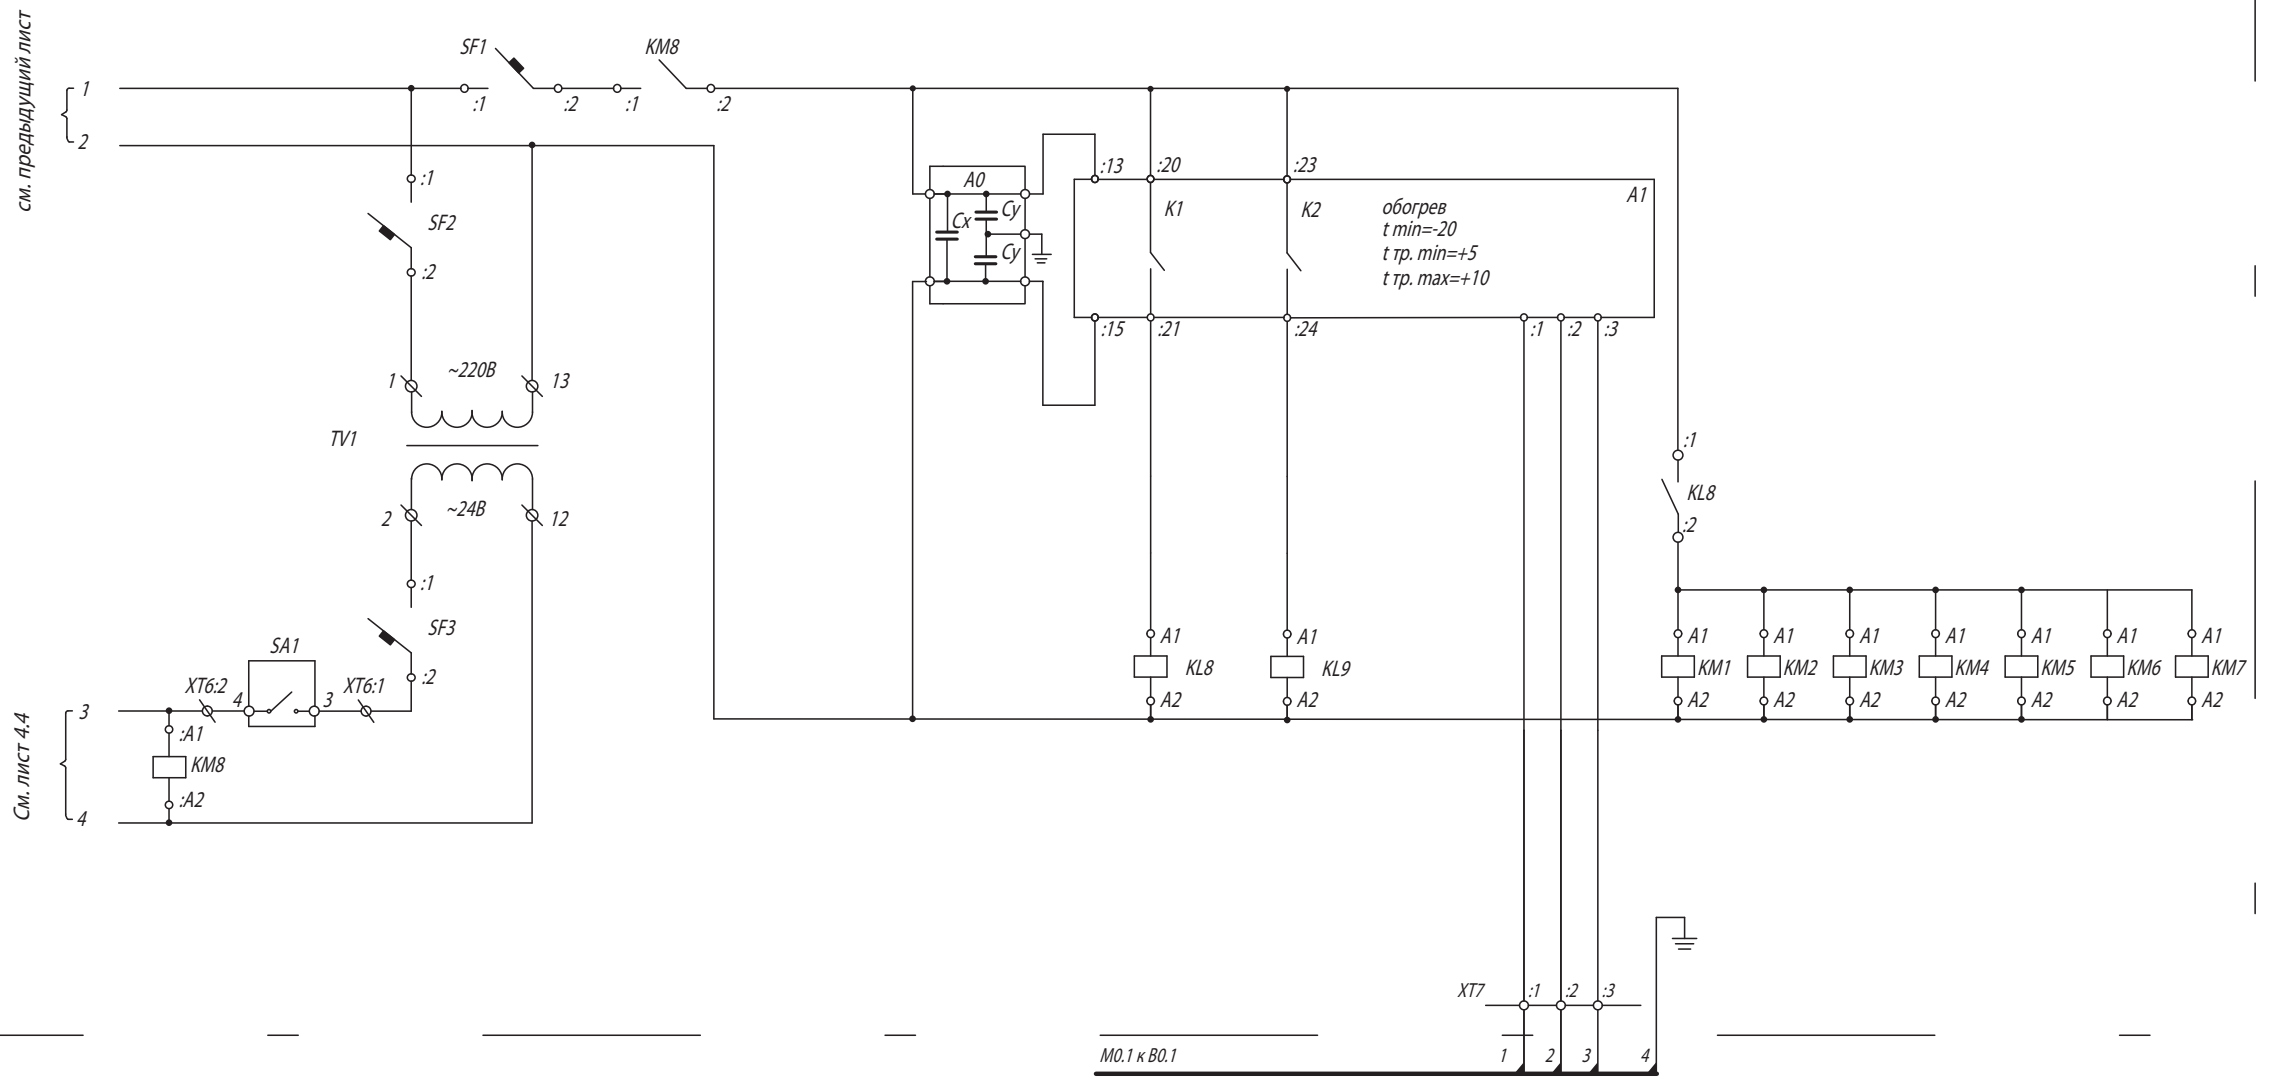 см. предыдущий лист
1
2
SF1
:1
:2
KM8
:1
:2
:1
SF2
:2
1
~220В
13
TV1
2
~24В
12
:1
SF3
:2
SA1
XT6:2
4
3
XT6:1
См. лист 4.4
3
4
:A1
KM8
:A2
A0
Cx
Cy
Cy
:13
:20
:23
K1
K2
A1
обогрев
t min=-20
t тр. min=+5
t тр. max=+10
:15
:21
:24
:1
:2
:3
:1
KL8
:2
A1
KL8
A2
A1
KL9
A2
A1
KM1
A2
A1
KM2
A2
A1
KM3
A2
A1
KM4
A2
A1
KM5
A2
A1
KM6
A2
A1
KM7
A2
XT7
:1
:2
:3
М0.1 к В0.1
1
2
3
4